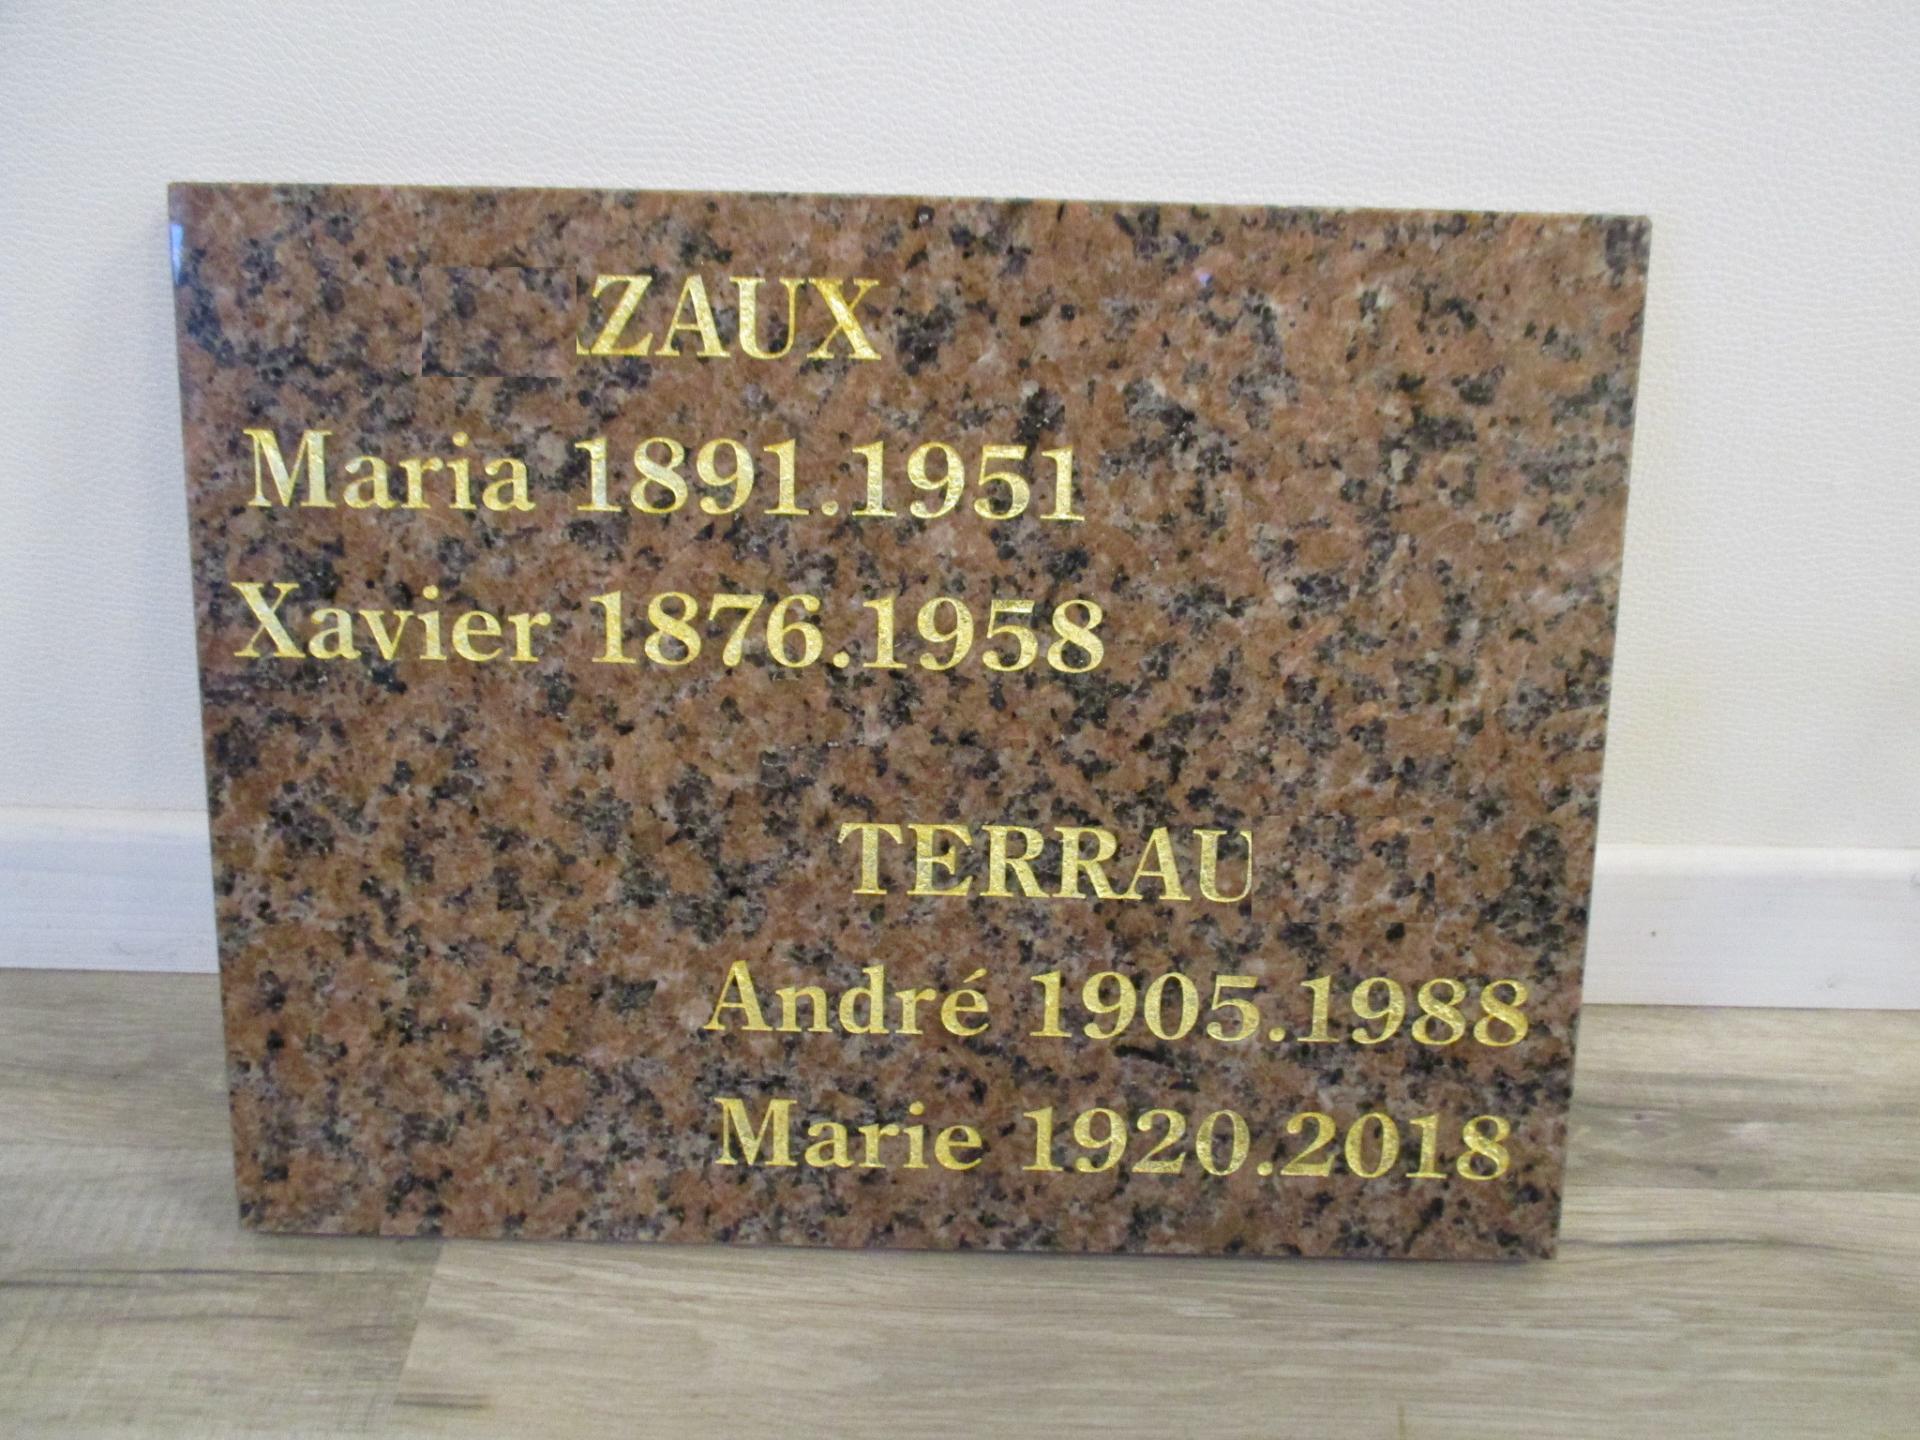 ZAUX
Maria 1891.1951
Xavier 1876.1958
TERRAU
André 1905.1988
Marie 1920.2018